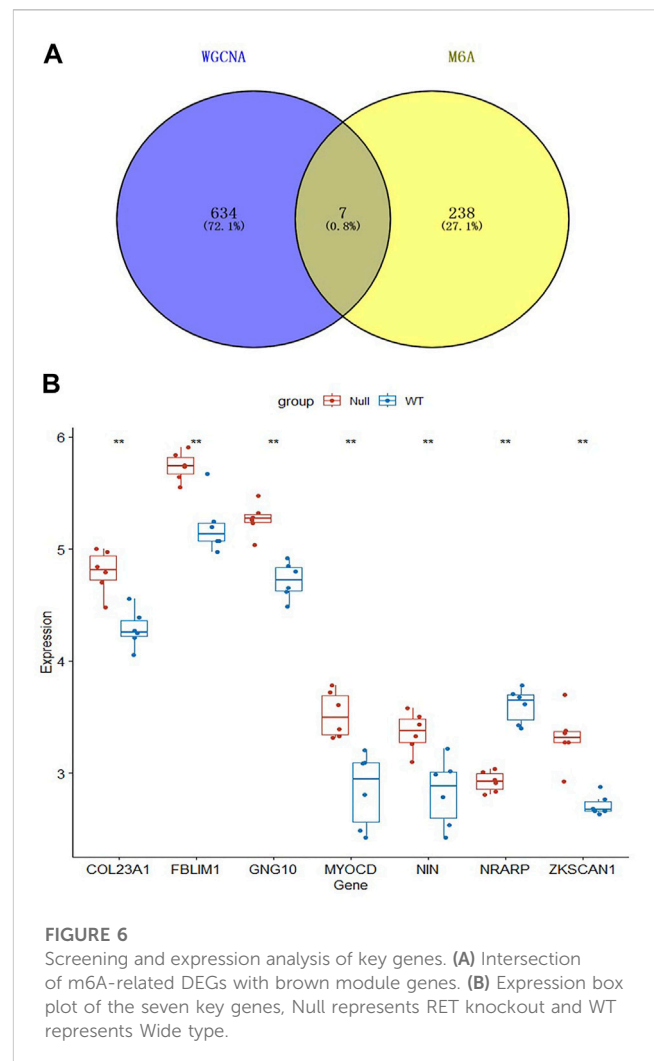 A
WGCNA M6A
634 7 238
(72.1%) (0.8%) (27.1%)
B
group Null WT
** ** ** ** ** ** **
6
5
4
3
Expression
COL23A1 FBLIM1 GNG10 MYOCD NIN NRARP ZKSCAN1
Gene
FIGURE 6
Screening and expression analysis of key genes. (A) Intersection
of m6A-related DEGs with brown module genes. (B) Expression box
plot of the seven key genes, Null represents RET knockout and WT
represents Wide type.